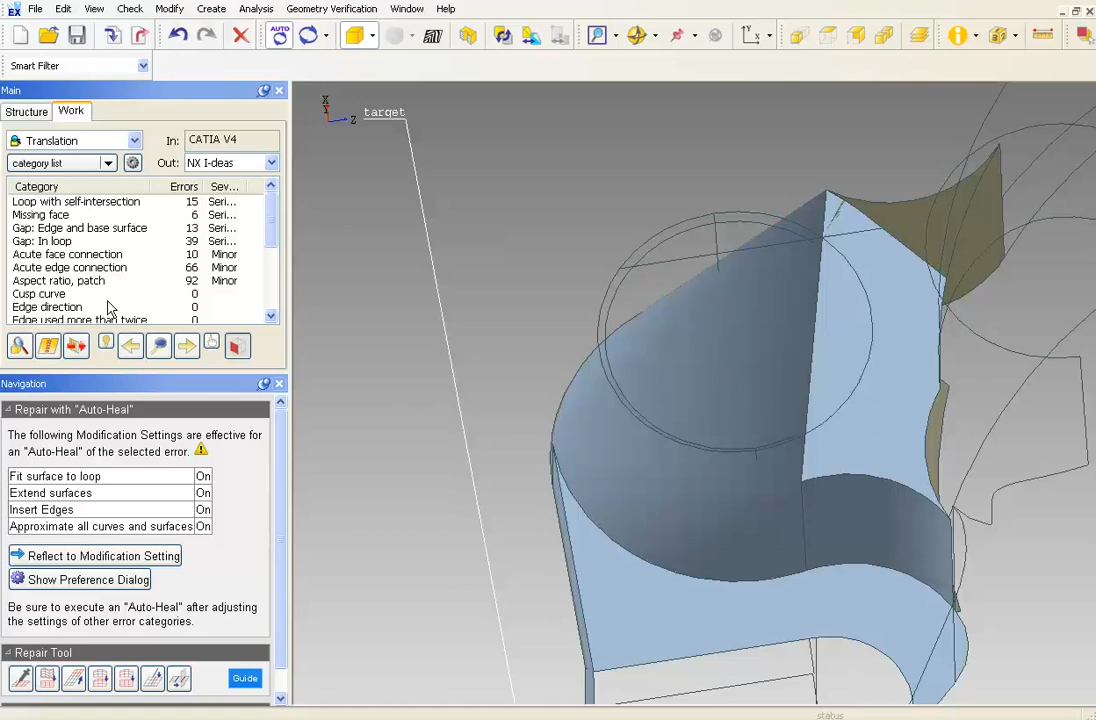 EX File Edit View Check Modify Create Analysis Geometry Verification Window Help
AUTO
Y X
Smart Filter
Main
Structure Work
Translation In: CATIA V4
category list Out: NX I-deas
Category Errors Sev...
Loop with self-intersection 15 Seri...
Missing face 6 Seri...
Gap: Edge and base surface 13 Seri...
Gap: In loop 39 Seri...
Acute face connection 10 Minor
Acute edge connection 66 Minor
Aspect ratio, patch 92 Minor
Cusp curve 0
Edge direction 0
Edge used more than twice 0
Navigation
Repair with "Auto-Heal"
The following Modification Settings are effective for
an "Auto-Heal" of the selected error.
Fit surface to loop On
Extend surfaces On
Insert Edges On
Approximate all curves and surfaces On
Reflect to Modification Setting
Show Preference Dialog
Be sure to execute an "Auto-Heal" after adjusting
the settings of other error categories.
Repair Tool
Guide
X
Y
Z
target
status